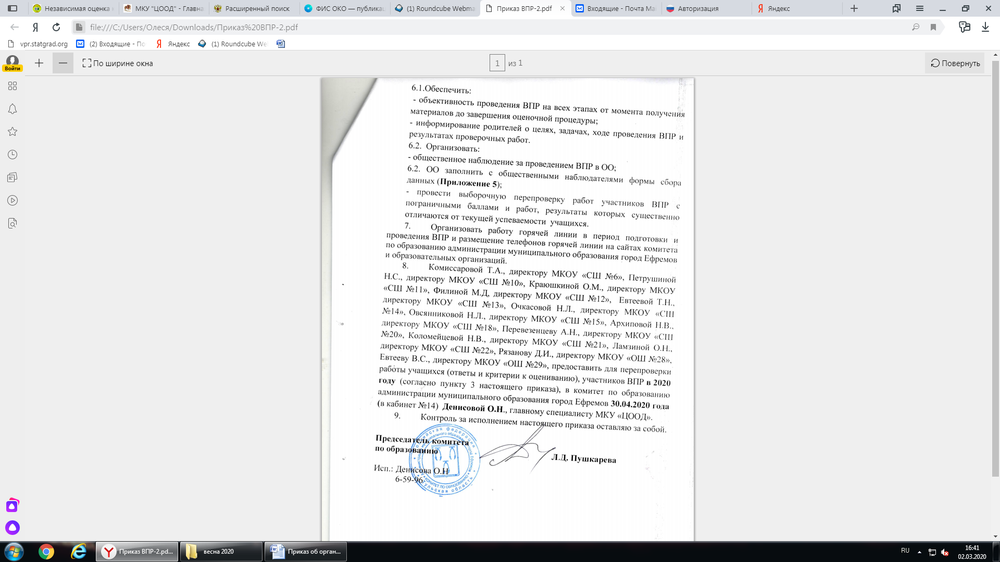 Независимая оценка
МКУ "ЦООД" - Главна
Расширенный поиск
ФИС ОКО — публикац
(1) Roundcube Webma
Приказ ВПР-2.pdf
Входящие - Почта Ма
Авторизация
Яндекс
file:///C:/Users/Олеся/Downloads/Приказ%20ВПР-2.pdf
vpr.statgrad.org
(2) Входящие - По
Яндекс
(1) Roundcube We
Войти
По ширине окна
1 из 1
Повернуть
6.1.Обеспечить:
- объективность проведения ВПР на всех этапах от момента получения
материалов до завершения оценочной процедуры;
- информирование родителей о целях, задачах, ходе проведения ВПР и
результатах проверочных работ.
6.2. Организовать:
- общественное наблюдение за проведением ВПР в ОО;
6.2. ОО заполнить с общественными наблюдателями формы сбора
данных (Приложение 5);
- провести выборочную перепроверку работ участников ВПР с
пограничными баллами и работ, результаты которых существенно
отличаются от текущей успеваемости учащихся.
7. Организовать работу горячей линии в период подготовки и
проведения ВПР и размещение телефонов горячей линии на сайтах комитета
по образованию администрации муниципального образования город Ефремов
и образовательных организаций.
8. Комиссаровой Т.А., директору МКОУ «СШ №6», Петрушиной
Н.С., директору МКОУ «СШ №10», Краюшкиной О.М., директору МКОУ
«СШ №11», Филиной М.Д, директору МКОУ «СШ №12», Евтеевой Т.Н.,
директору МКОУ «СШ №13», Очкасовой Н.Л., директору МКОУ «СШ
№14», Овсянниковой Н.Л., директору МКОУ «СШ №15», Архиповой Н.В.,
директору МКОУ «СШ №18», Перевезенцеву А.Н., директору МКОУ «СШ
№20», Коломейцевой Н.В., директору МКОУ «СШ №21», Ламзиной О.Н.,
директору МКОУ «СШ №22», Рязанову Д.И., директору МКОУ «ОШ №28»,
Евтееву В.С., директору МКОУ «ОШ №29», предоставить для перепроверки
работы учащихся (ответы и критерии к оцениванию), участников ВПР в 2020
году (согласно пункту 3 настоящего приказа), в комитет по образованию
администрации муниципального образования город Ефремов 30.04.2020 года
(в кабинет №14) Денисовой О.Н., главному специалисту МКУ «ЦООД».
9. Контроль за исполнением настоящего приказа оставляю за собой.
Председатель комитета
по образованию
Л.Д. Пушкарева
Исп.: Денисова О.Н
6-59-96
КОМИТЕТ ПО ОБРАЗОВАНИЮ
Тульская область
Приказ ВПР-2.pd...
весна 2020
Приказ об орган...
RU
16:41
02.03.2020